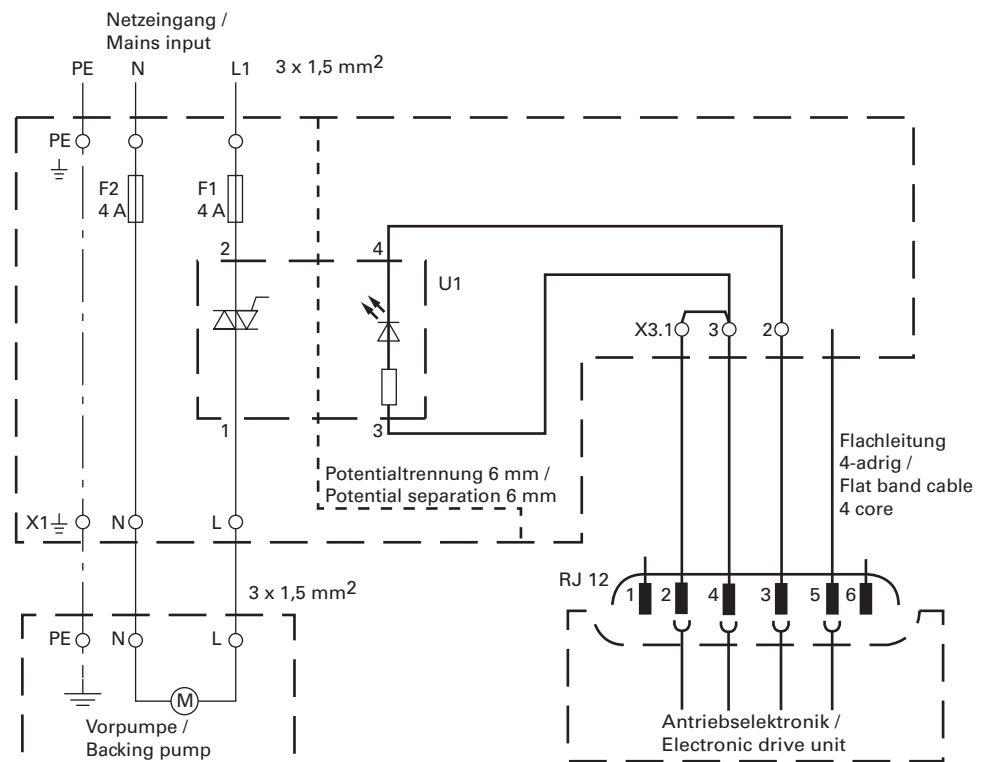 Netzeingang /
Mains input
PE N L1 3 x 1,5 mm²
PE
F2
4 A
F1
4 A
2 4
U1
X3.1 3 2
1 3
Flachleitung
4-adrig /
Flat band cable
4 core
Potentialtrennung 6 mm /
Potential separation 6 mm
X1 N L
RJ 12
3 x 1,5 mm²
1 2 4 3 5 6
PE N L
M
Vorpumpe /
Backing pump
Antriebselektronik /
Electronic drive unit